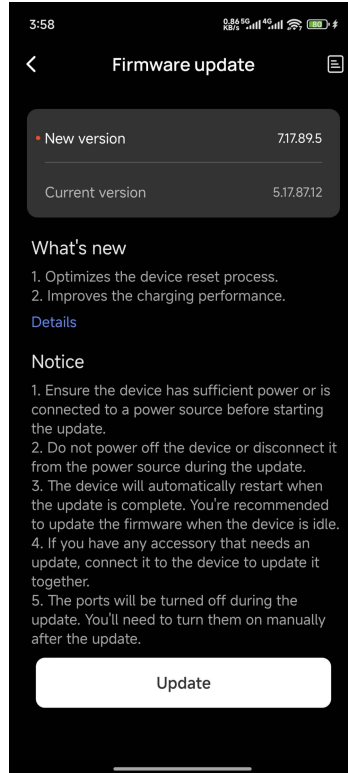 3:58
0.86 KB/s 5G 4G 80
Firmware update
New version 7.17.89.5
Current version 5.17.87.12
What's new
1. Optimizes the device reset process.
2. Improves the charging performance.
Details
Notice
1. Ensure the device has sufficient power or is
connected to a power source before starting
the update.
2. Do not power off the device or disconnect it
from the power source during the update.
3. The device will automatically restart when
the update is complete. You're recommended
to update the firmware when the device is idle.
4. If you have any accessory that needs an
update, connect it to the device to update it
together.
5. The ports will be turned off during the
update. You'll need to turn them on manually
after the update.
Update